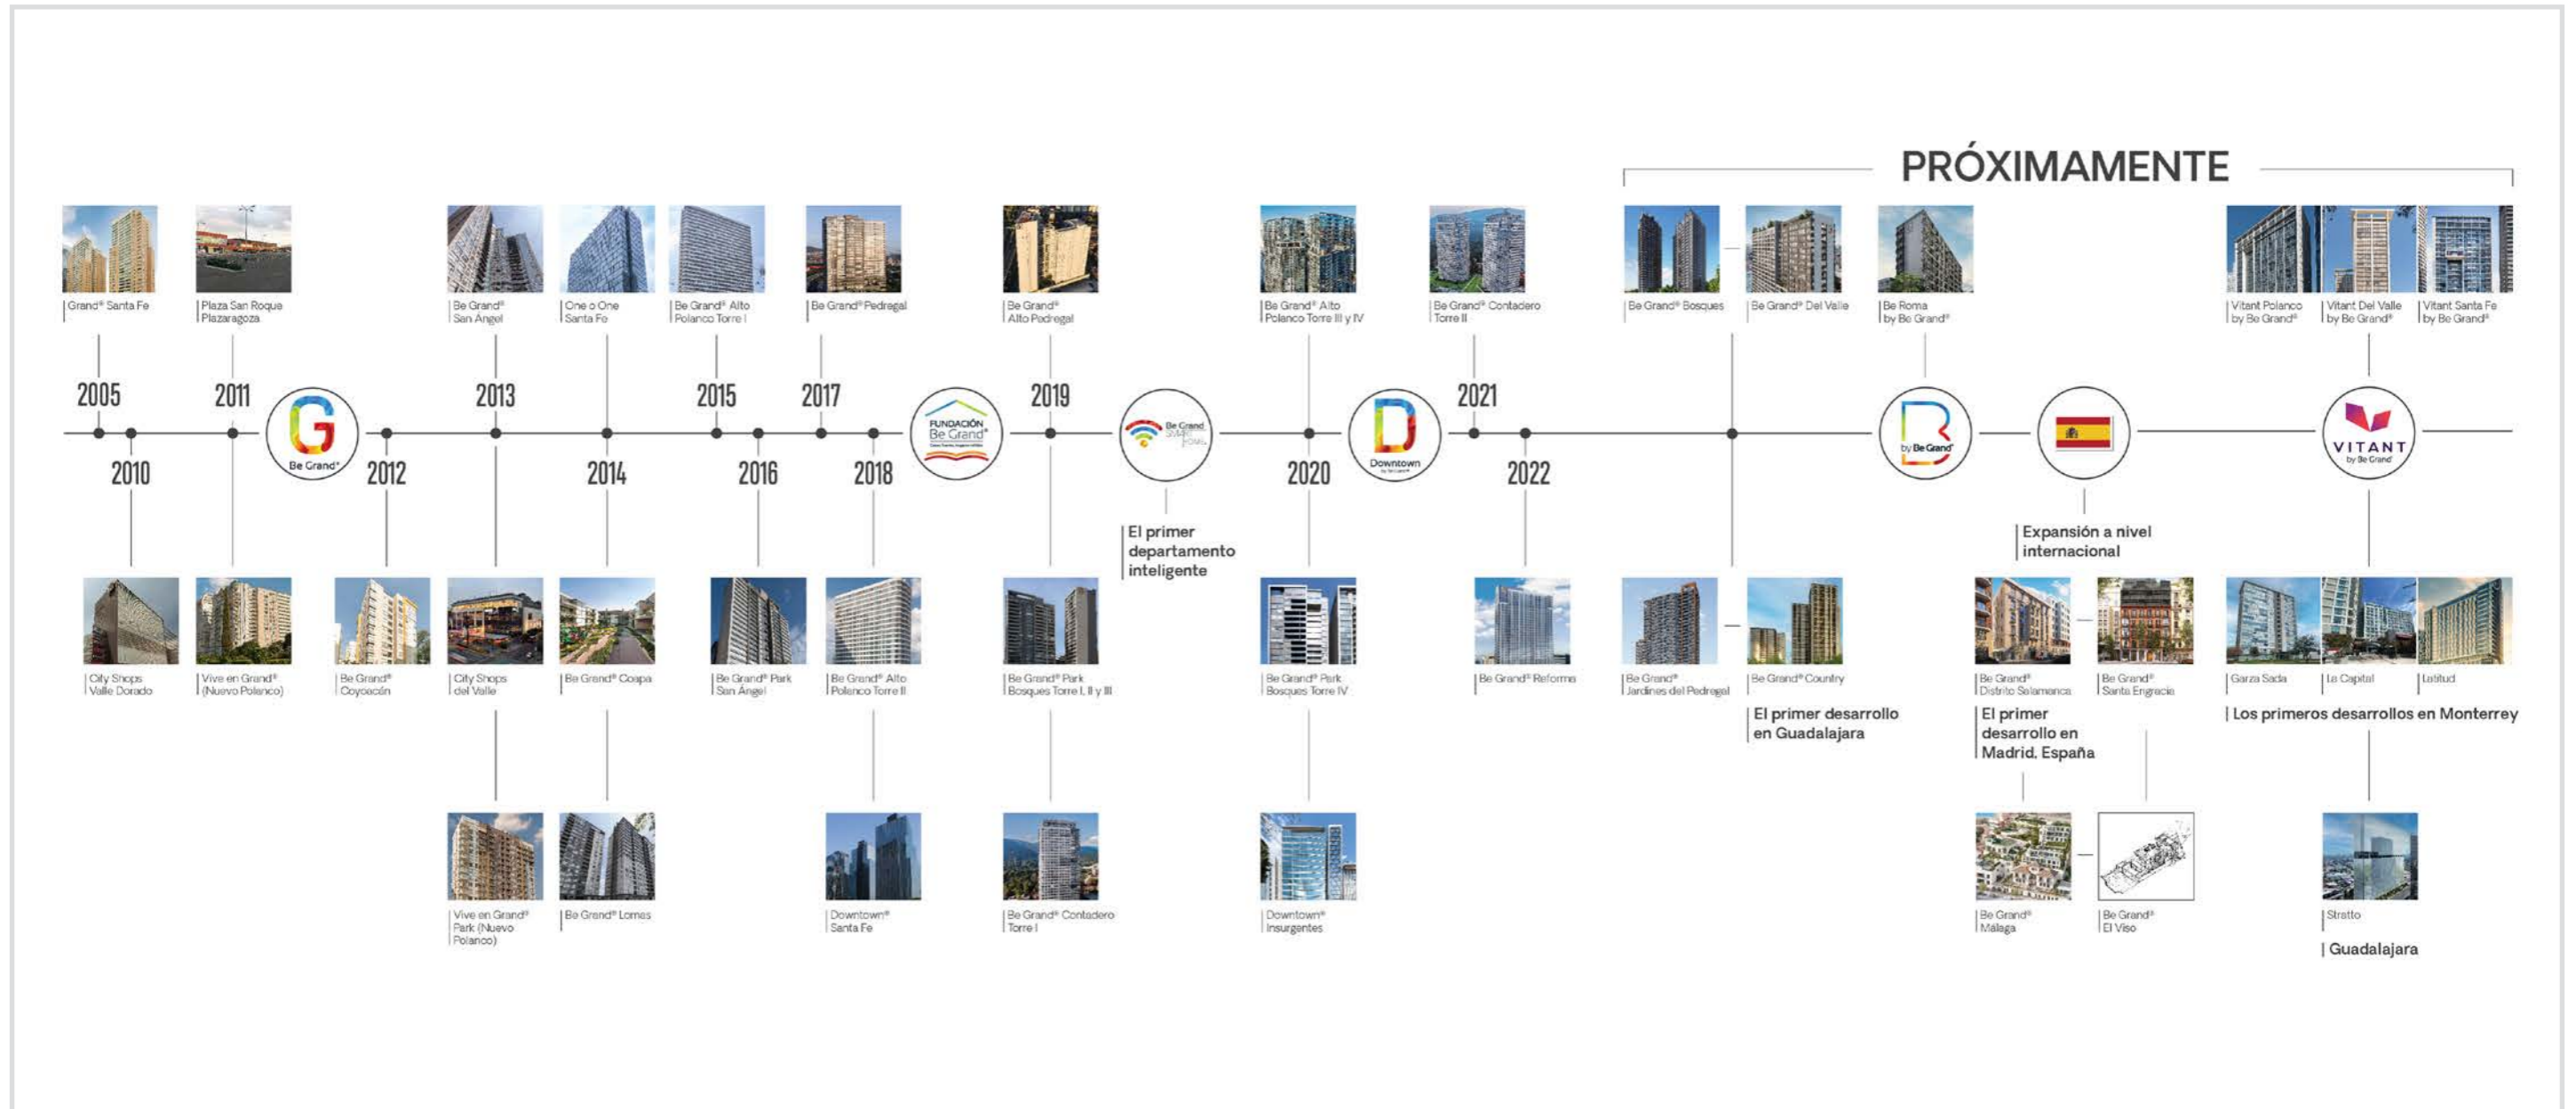 PRÓXIMAMENTE
Grand® Santa Fe
Plaza San Roque
Plazaragoza
Be Grand®
San Ángel
One o One
Santa Fe
Be Grand® Alto
Polanco Torre I
Be Grand® Pedregal
Be Grand®
Alto Pedregal
Be Grand® Alto
Polanco Torre III y IV
Be Grand® Contadero
Torre II
Be Grand® Bosques
Be Grand® Del Valle
Be Roma
by Be Grand®
Vitant Polanco
by Be Grand®
Vitant Del Valle
by Be Grand®
Vitant Santa Fe
by Be Grand®
2005
2011
2013
2015
2017
2019
2021
G
Be Grand®
FUNDACIÓN
Be Grand®
Be Grand
SMART
HOME
D
Downtown
by Be Grand®
by Be Grand®
VITANT
by Be Grand®
2010
2012
2014
2016
2018
2020
2022
El primer
departamento
inteligente
Expansión a nivel
internacional
City Shops
Valle Dorado
Vive en Grand®
(Nuevo Polanco)
Be Grand®
Coyoacán
City Shops
del Valle
Be Grand® Coapa
Be Grand® Park
San Ángel
Be Grand® Alto
Polanco Torre II
Be Grand® Park
Bosques Torre I, II y III
Be Grand® Park
Bosques Torre IV
Be Grand® Reforma
Be Grand®
Jardines del Pedregal
Be Grand® Country
Be Grand®
Distrito Salamanca
Be Grand®
Santa Engracia
Garza Sada
La Capital
Latitud
El primer desarrollo
en Guadalajara
El primer
desarrollo en
Madrid, España
Los primeros desarrollos en Monterrey
Vive en Grand®
Park (Nuevo
Polanco)
Be Grand® Lomas
Downtown®
Santa Fe
Be Grand® Contadero
Torre I
Downtown®
Insurgentes
Be Grand®
Málaga
Be Grand®
El Viso
Stratto
Guadalajara